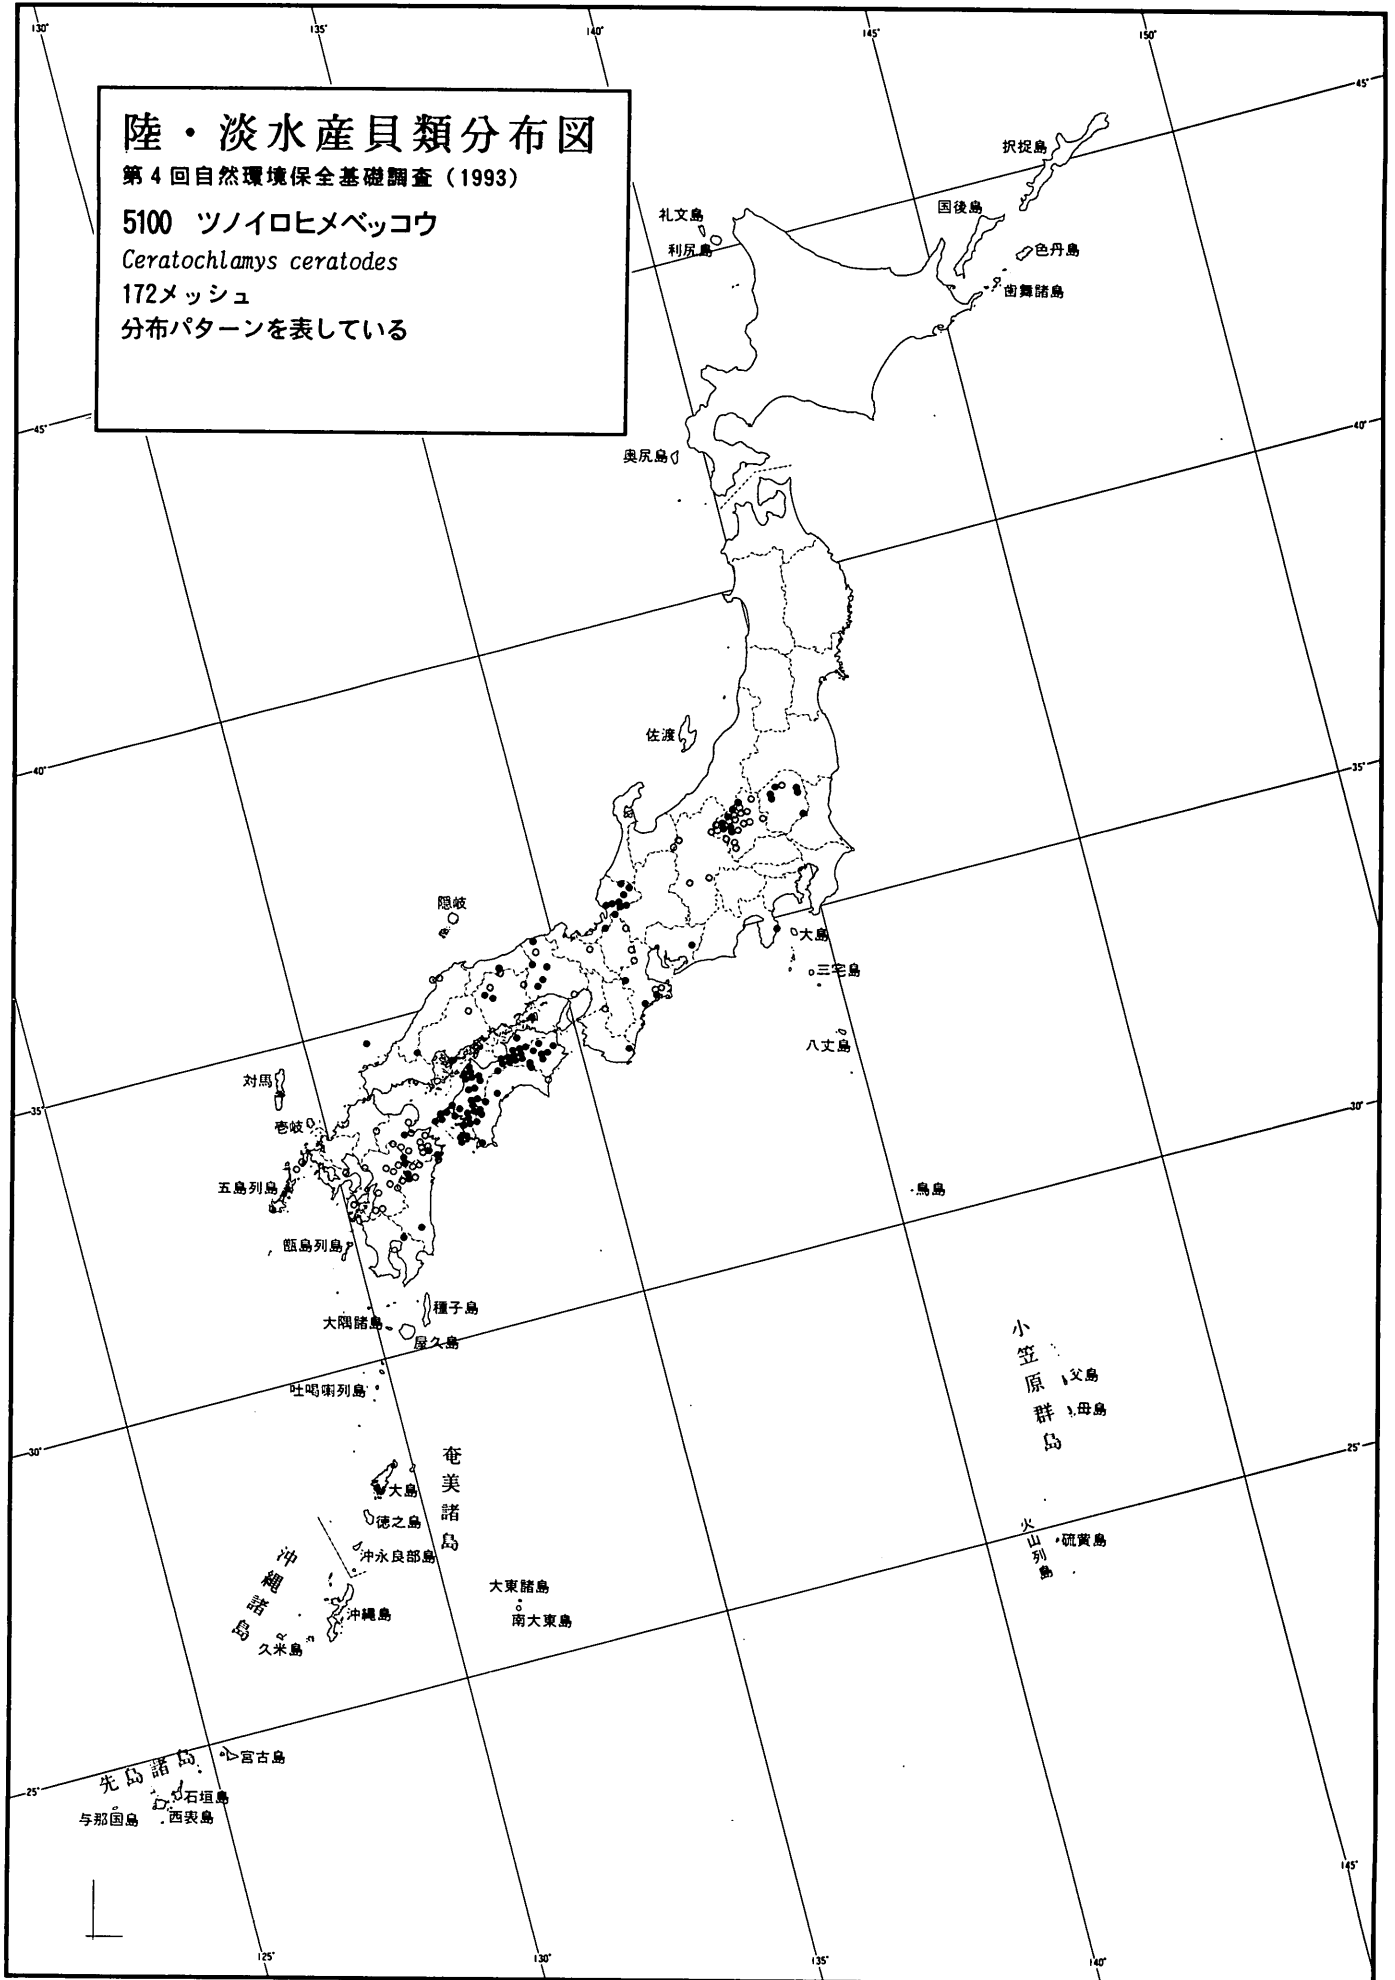 130°
135°
140°
145°
150°
45°
陸・淡水産貝類分布図
第4回自然環境保全基礎調査（1993）
5100 ツノイロヒメベッコウ
Ceratochlamys ceratodes
172メッシュ
分布パターンを表している
択捉島
国後島
礼文島
利尻島
色丹島
歯舞諸島
45°
40°
奥尻島
佐渡
40°
35°
隠岐
大島
三宅島
八丈島
対馬
35°
30°
壱岐
五島列島
鳥島
甑島列島
種子島
大隅諸島
屋久島
吐噶喇列島
小笠原群島
父島
母島
30°
25°
奄美諸島
大島
徳之島
沖永良部島
火山列島
硫黄島
沖縄諸島
沖縄島
久米島
大東諸島
南大東島
先島諸島
宮古島
石垣島
西表島
与那国島
25°
145°
125°
130°
135°
140°